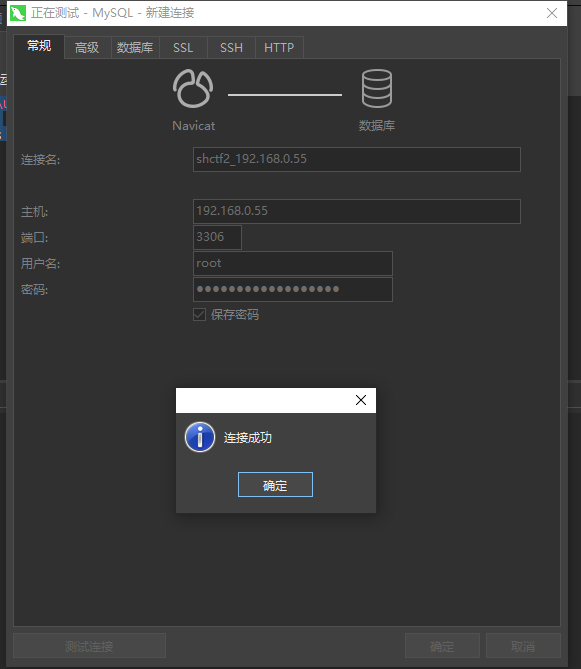 正在测试 - MySQL - 新建连接
常规 高级 数据库 SSL SSH HTTP
Navicat 数据库
连接名: shctf2_192.168.0.55
主机: 192.168.0.55
端口: 3306
用户名: root
密码: ●●●●●●●●●●●●●●●●●●
保存密码
连接成功
确定
测试连接 确定 取消